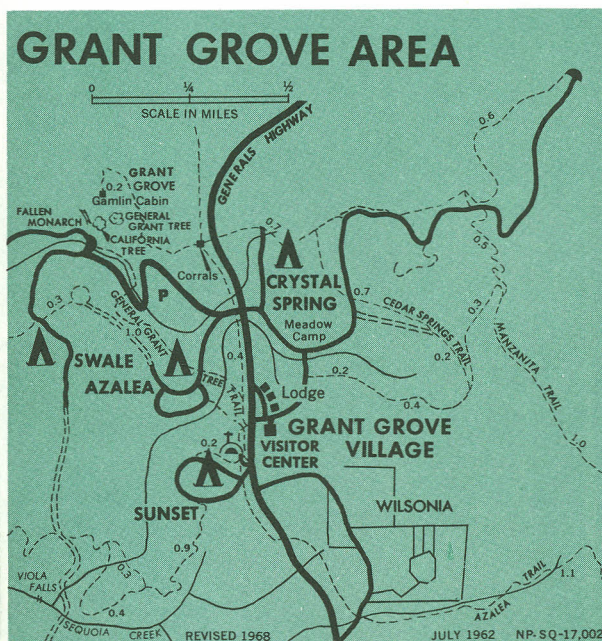 GRANT GROVE AREA
0 ¼ ½
SCALE IN MILES
GENERALS HIGHWAY
0.6
GRANT
GROVE
0.2
Gamlin Cabin
FALLEN
MONARCH
GENERAL
GRANT TREE
CALIFORNIA
TREE
0.7
0.5
Corrals
CRYSTAL
SPRING
P
0.7
Meadow
Camp
CEDAR SPRINGS TRAIL
0.3
0.3
GENERAL GRANT
TREE TRAIL
1.0
MANZANITA TRAIL
SWALE
AZALEA
0.4
0.2
0.2
0.4
Lodge
1.0
GRANT GROVE
VILLAGE
VISITOR
CENTER
0.2
SUNSET
WILSONIA
0.9
0.3
VIOLA
FALLS
0.4
AZALEA TRAIL
1.1
SEQUOIA CREEK
REVISED 1968
JULY 1962 NP-SQ-17,002